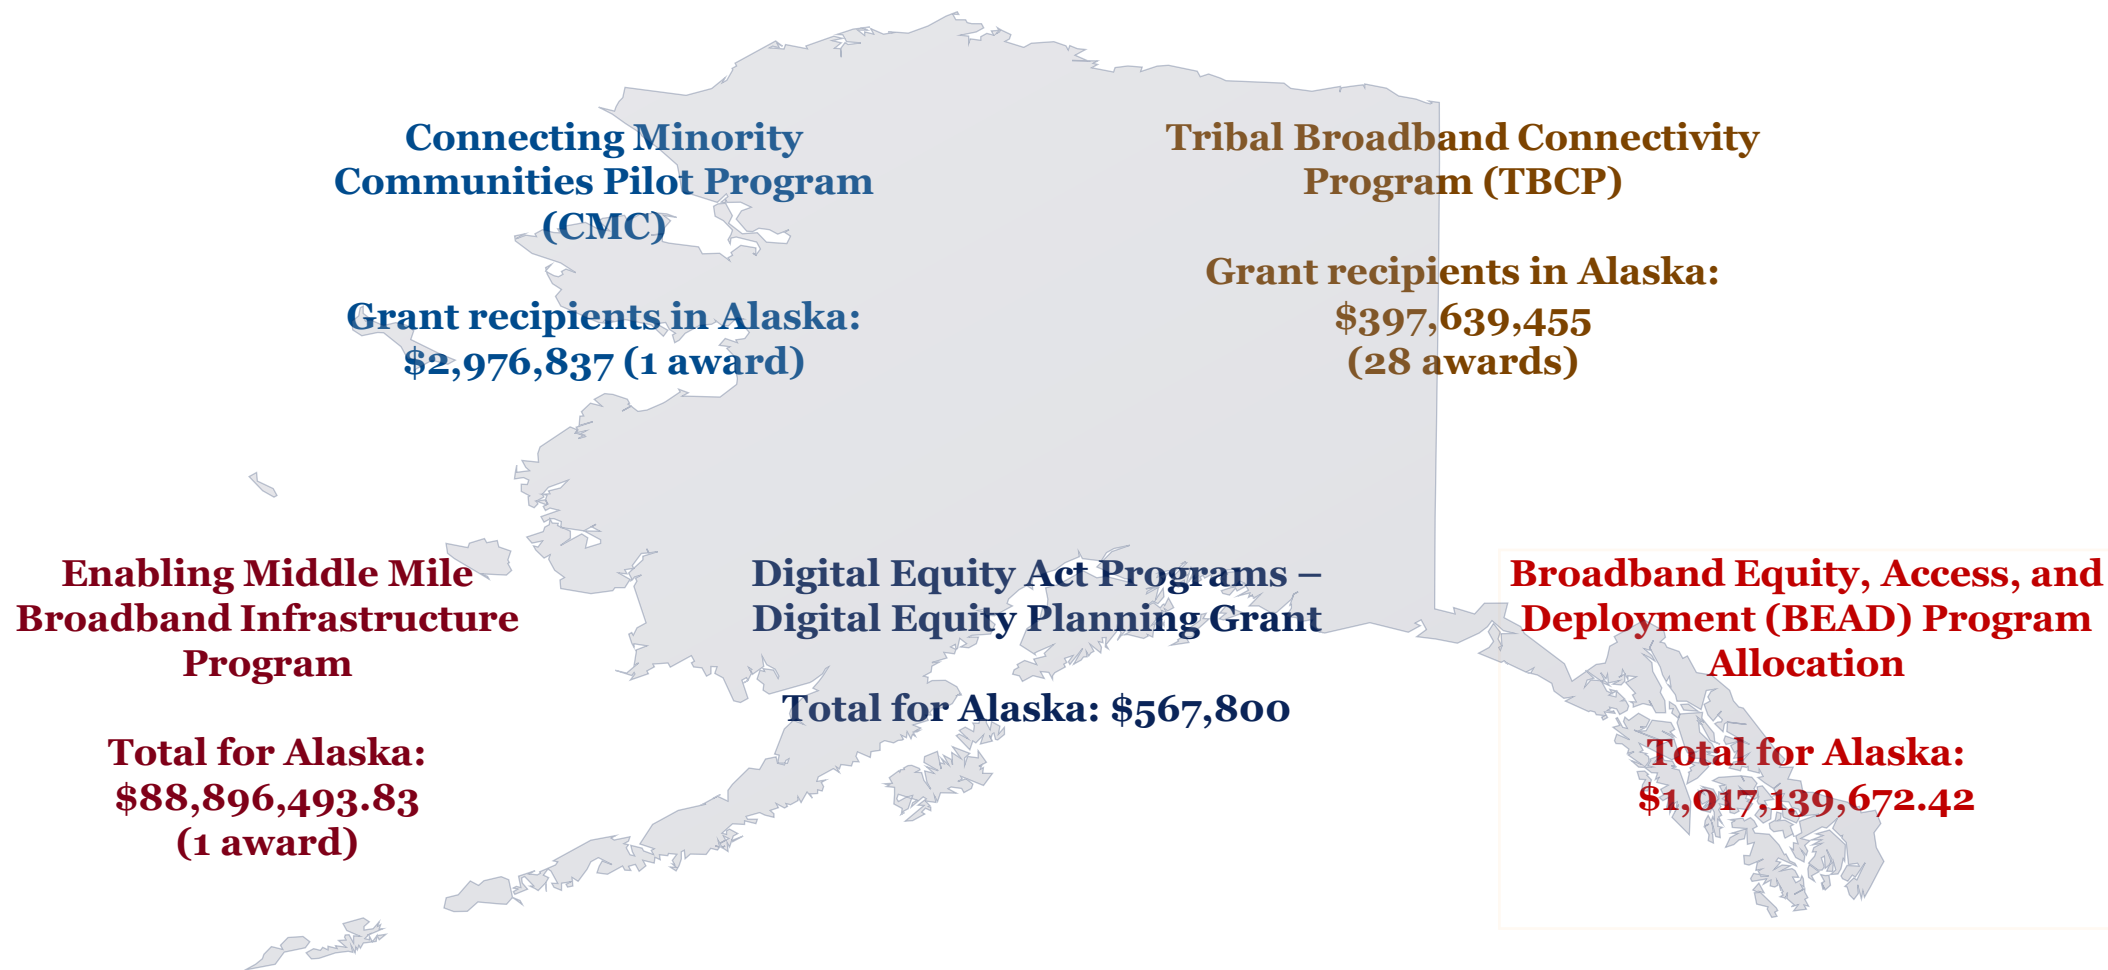 Connecting Minority
Communities Pilot Program
(CMC)
Grant recipients in Alaska:
$2,976,837 (1 award)
Tribal Broadband Connectivity
Program (TBCP)
Grant recipients in Alaska:
$397,639,455
(28 awards)
Enabling Middle Mile
Broadband Infrastructure
Program
Total for Alaska:
$88,896,493.83
(1 award)
Digital Equity Act Programs –
Digital Equity Planning Grant
Total for Alaska: $567,800
Broadband Equity, Access, and
Deployment (BEAD) Program
Allocation
Total for Alaska:
$1,017,139,672.42